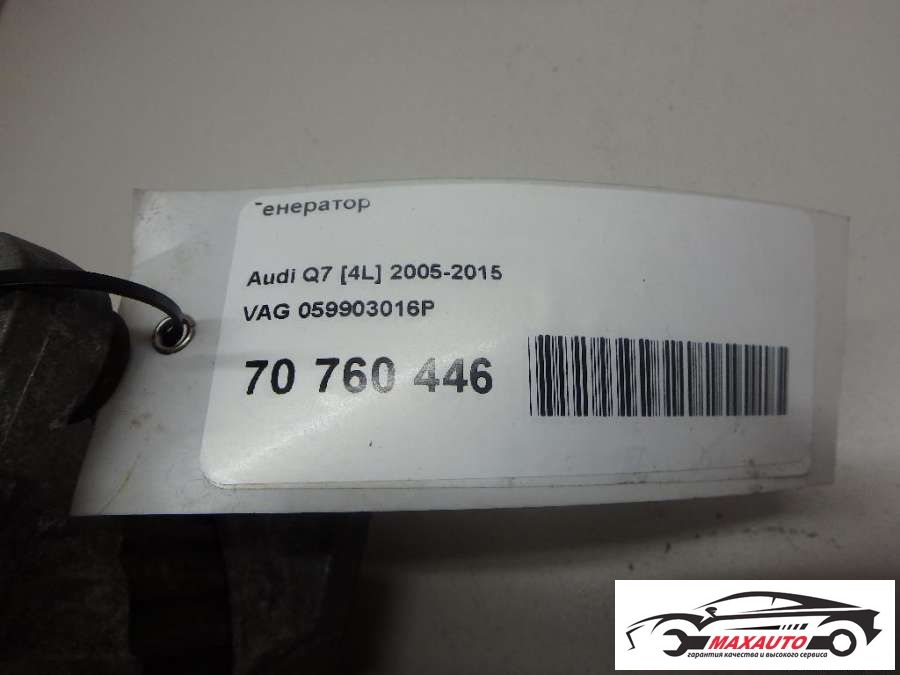 Генератор
Audi Q7 [4L] 2005-2015
VAG 059903016P
70 760 446
MAXAUTO
гарантия качества и высокого сервиса